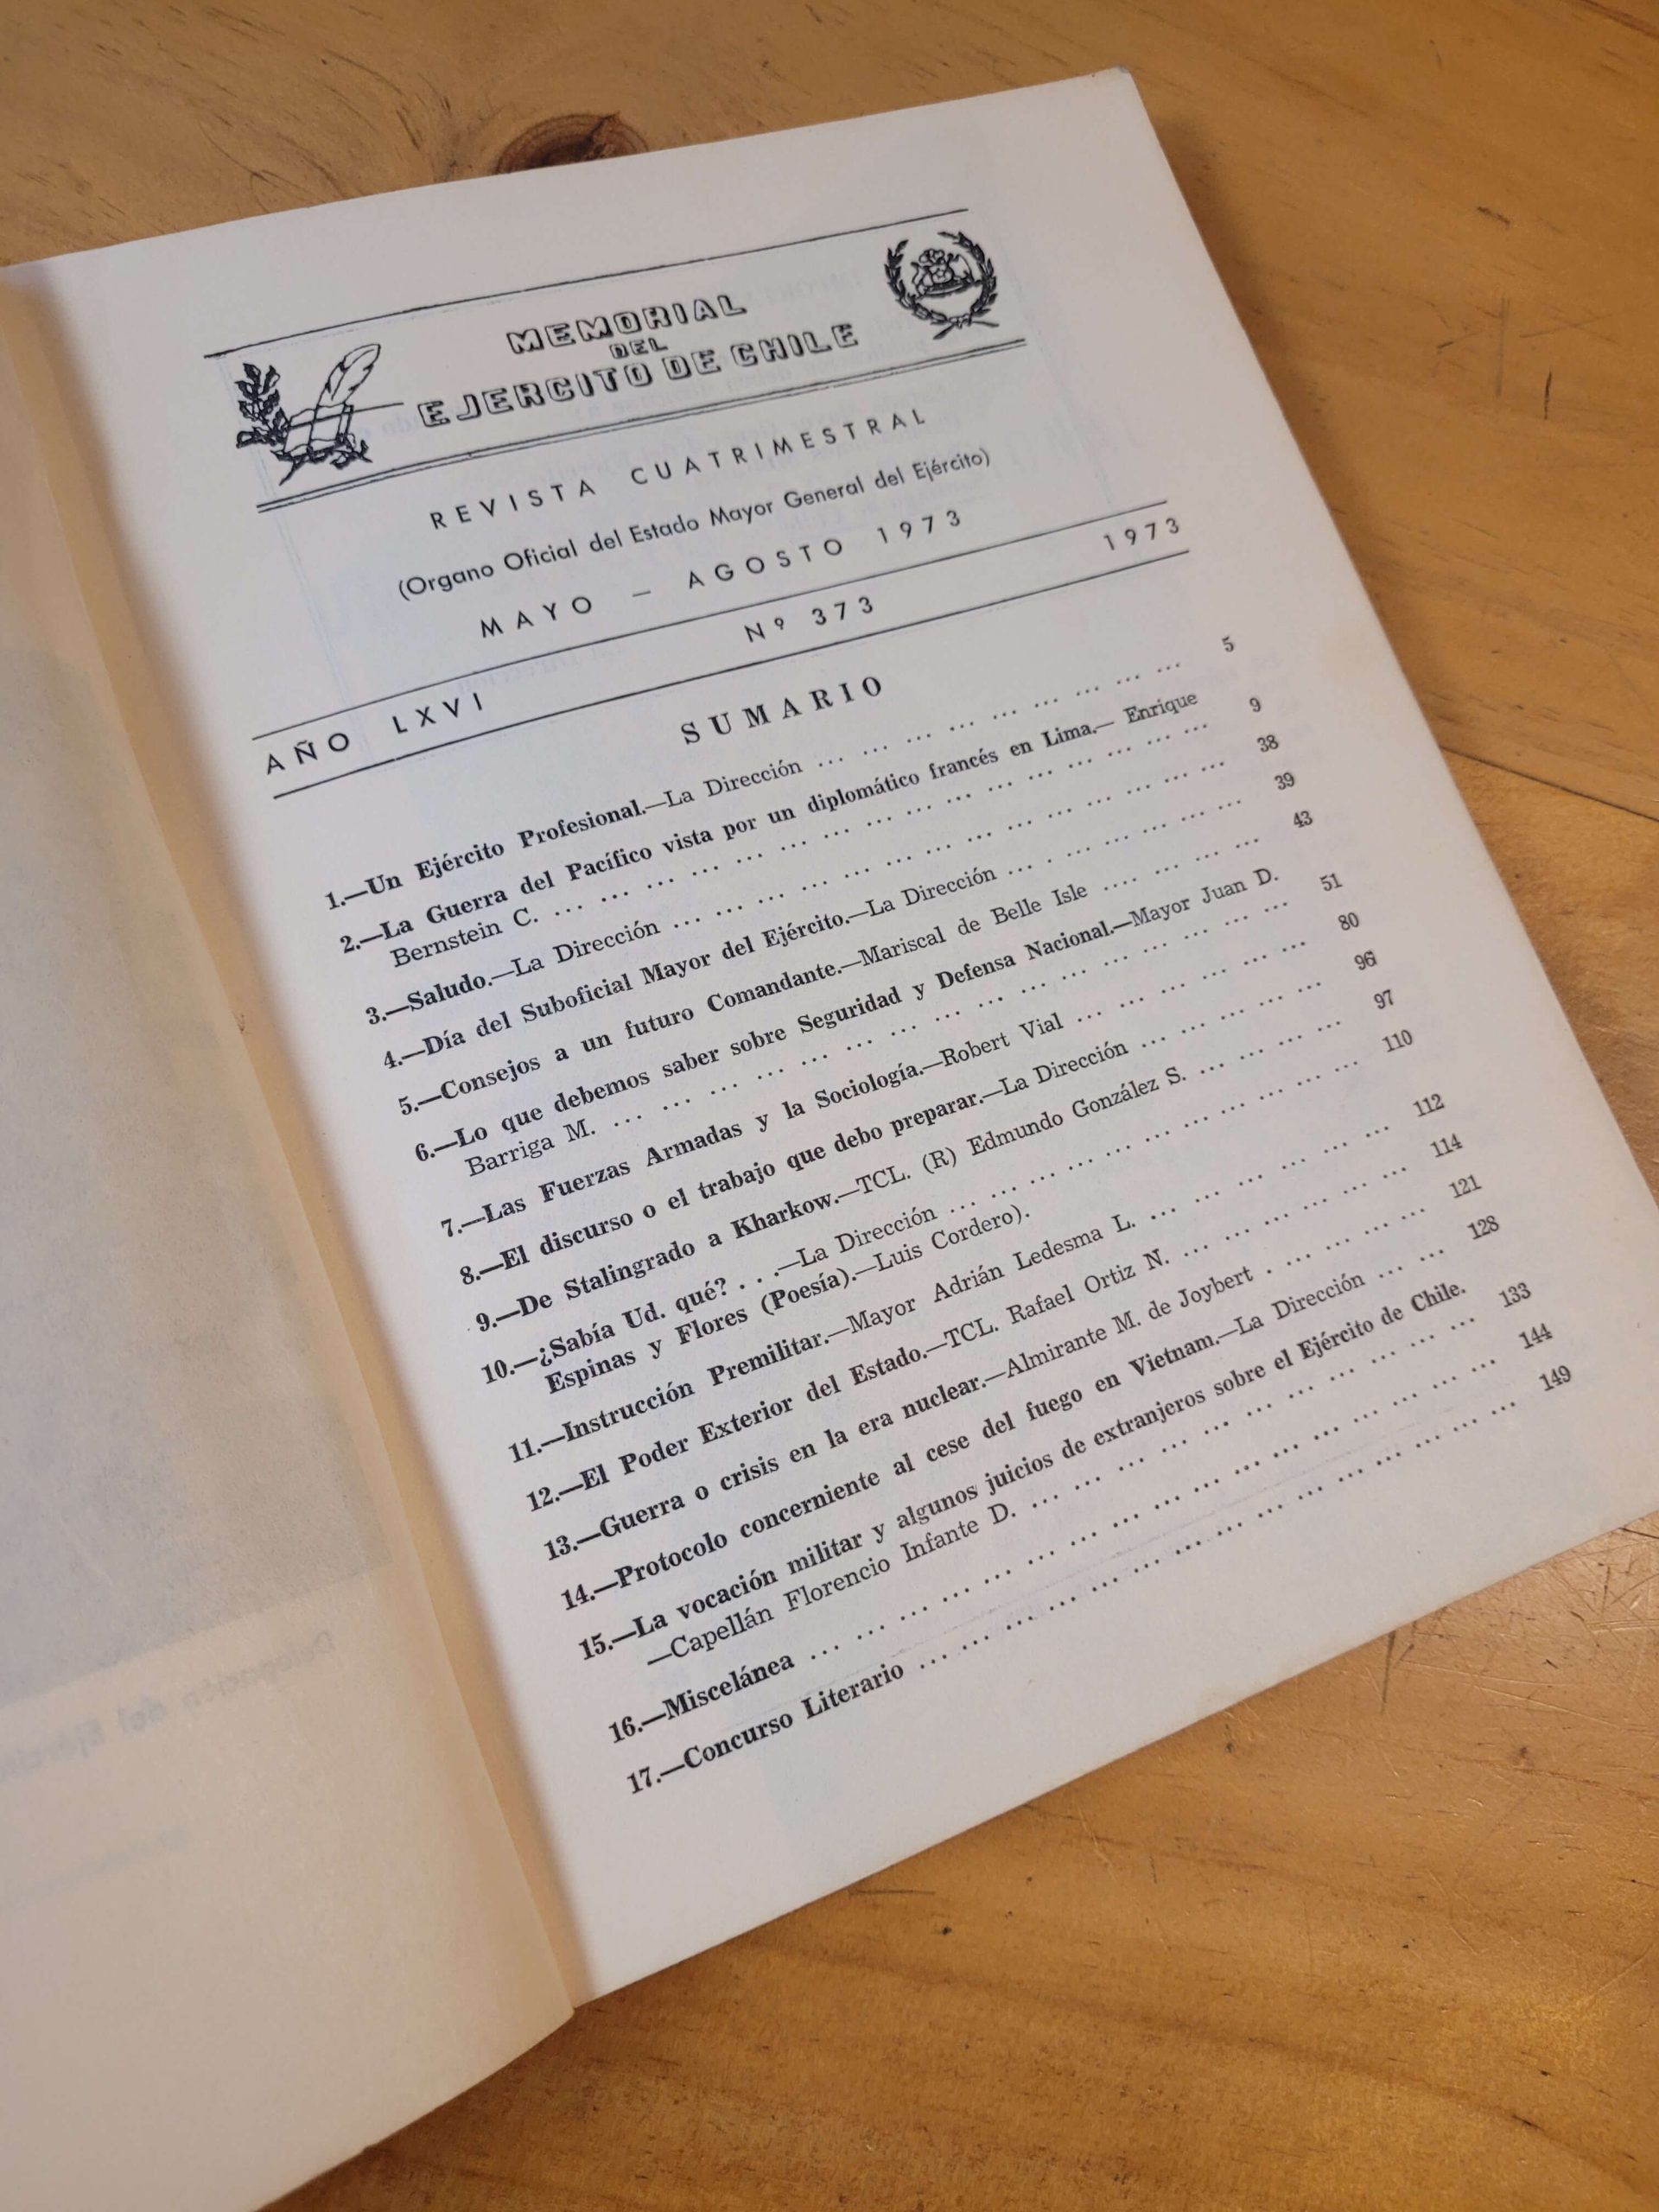 MEMORIAL
DEL
EJERCITO DE CHILE
REVISTA CUATRIMESTRAL
(Organo Oficial del Estado Mayor General del Ejército)
MAYO — AGOSTO 1973
AÑO LXVI Nº 373 1973
SUMARIO
1.—Un Ejército Profesional.—La Dirección ... ... ... ... ... ... ... ... ... 5
2.—La Guerra del Pacífico vista por un diplomático francés en Lima.— Enrique
Bernstein C. ... ... ... ... ... ... ... ... ... ... ... ... ... ... ... 9
3.—Saludo.—La Dirección ... ... ... ... ... ... ... ... ... ... ... ... ... 38
4.—Día del Suboficial Mayor del Ejército.—La Dirección ... . ... ... ... ... ... 39
5.—Consejos a un futuro Comandante.—Mariscal de Belle Isle .... ... ... ... 43
6.—Lo que debemos saber sobre Seguridad y Defensa Nacional.—Mayor Juan D.
Barriga M. ... ... ... ... ... ... ... ... ... ... ... ... ... ... ... 51
7.—Las Fuerzas Armadas y la Sociología.—Robert Vial ... ... ... ... ... ... 80
8.—El discurso o el trabajo que debo preparar.—La Dirección ... ... ... ... ... 96
9.—De Stalingrado a Kharkow.—TCL. (R) Edmundo González S. ... ... ... ... 97
10.—¿Sabía Ud. qué? . . .—La Dirección ... ... ... ... ... ... ... ... ... ... 110
Espinas y Flores (Poesía).—Luis Cordero).
11.—Instrucción Premilitar.—Mayor Adrián Ledesma L. ... ... ... ... ... ... 112
12.—El Poder Exterior del Estado.—TCL. Rafael Ortiz N. ... ... ... ... ... ... 114
13.—Guerra o crisis en la era nuclear.—Almirante M. de Joybert . ... ... ... ... 121
14.—Protocolo concerniente al cese del fuego en Vietnam.—La Dirección ... ... 128
15.—La vocación militar y algunos juicios de extranjeros sobre el Ejército de Chile.
—Capellán Florencio Infante D. ... ... ... ... ... ... ... ... ... ... ... 133
16.—Miscelánea ... ... ... ... ... ... ... ... ... ... ... ... ... ... ... ... 144
17.—Concurso Literario ... ... ... ... ... ... ... ... ... ... ... ... ... ... 149